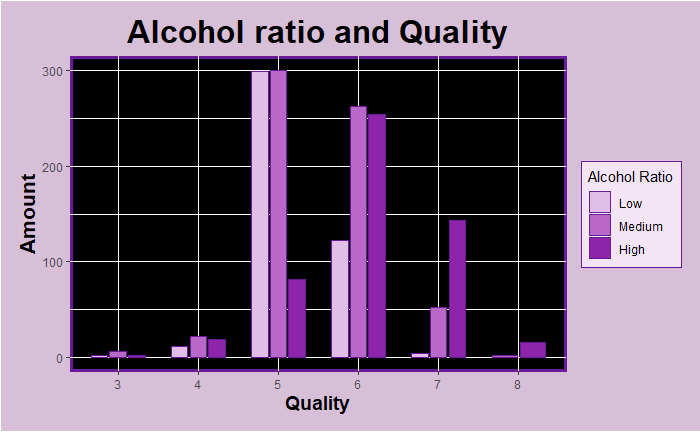 Alcohol ratio and Quality
Amount
300
200
100
0
3 4 5 6 7 8
Quality
Alcohol Ratio
Low
Medium
High